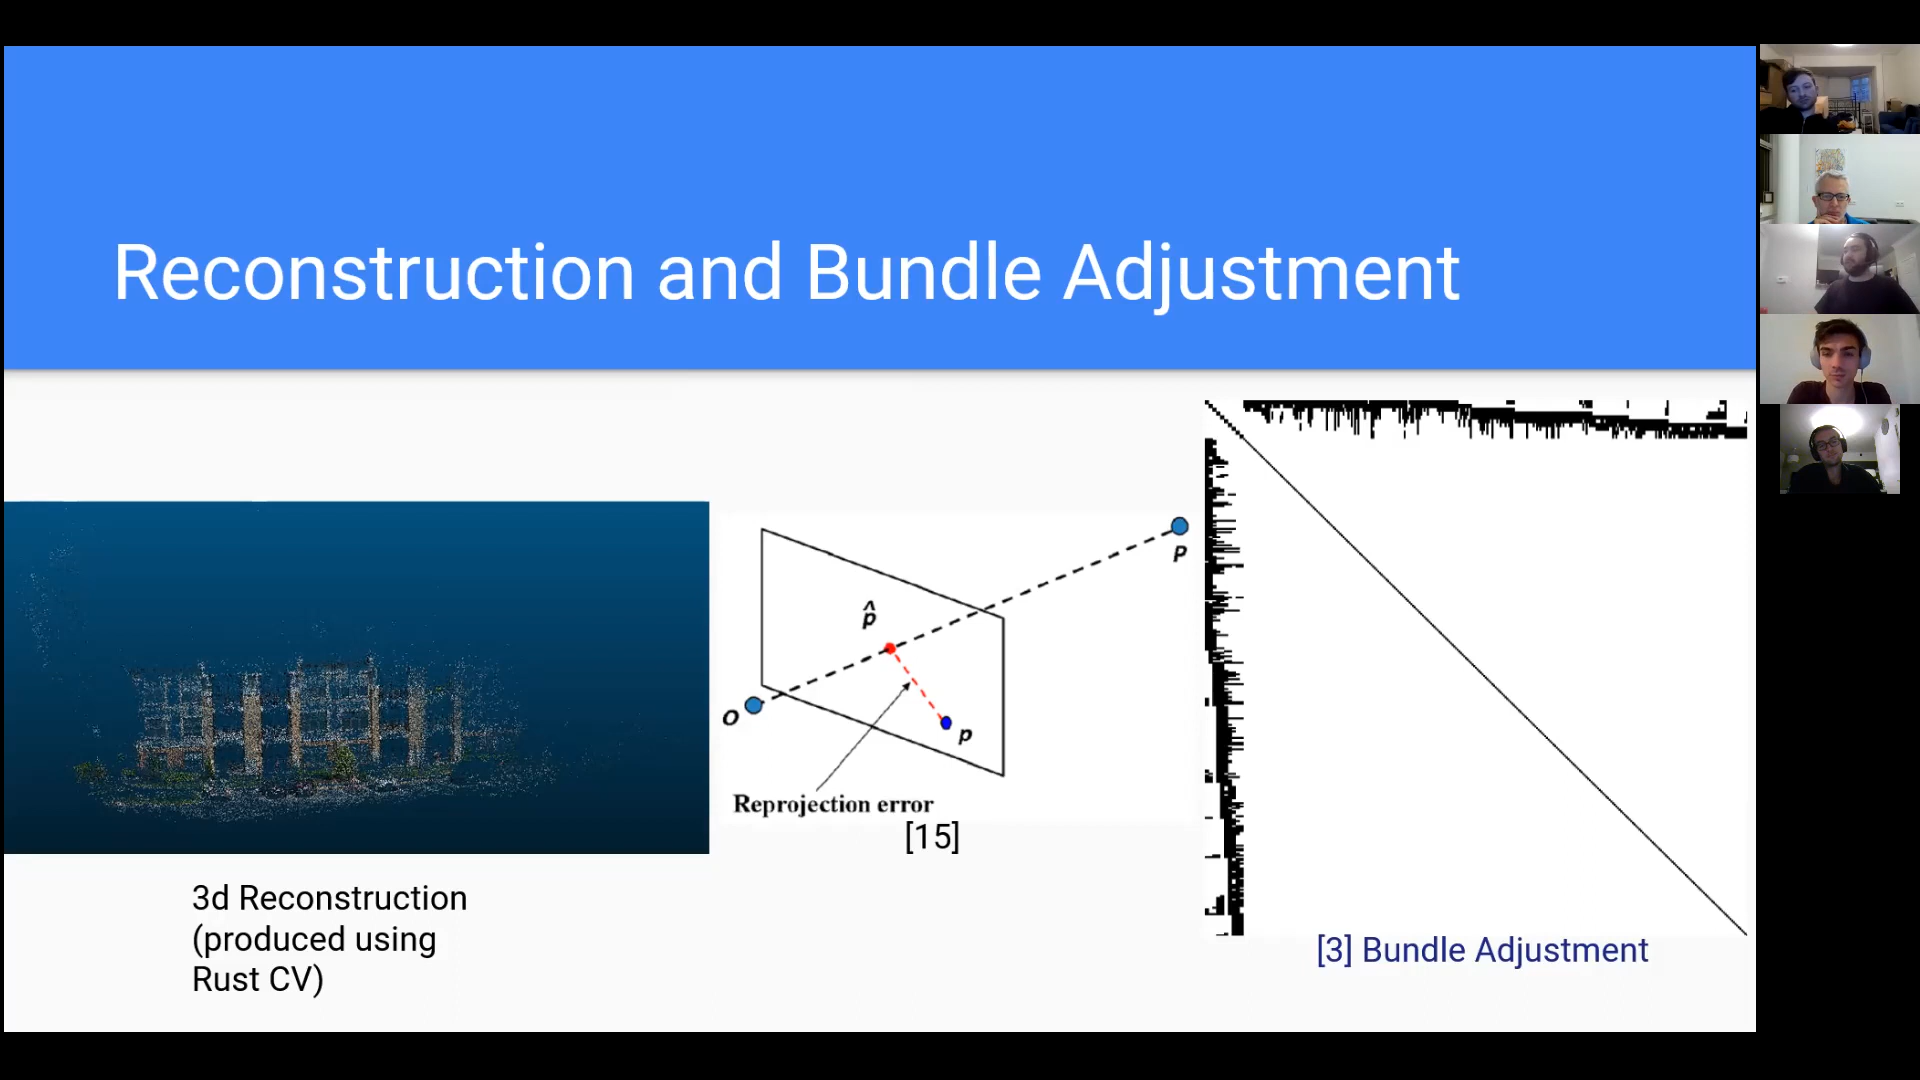 Reconstruction and Bundle Adjustment
P
p̂
O
p
Reprojection error
[15]
3d Reconstruction
(produced using
Rust CV)
[3] Bundle Adjustment